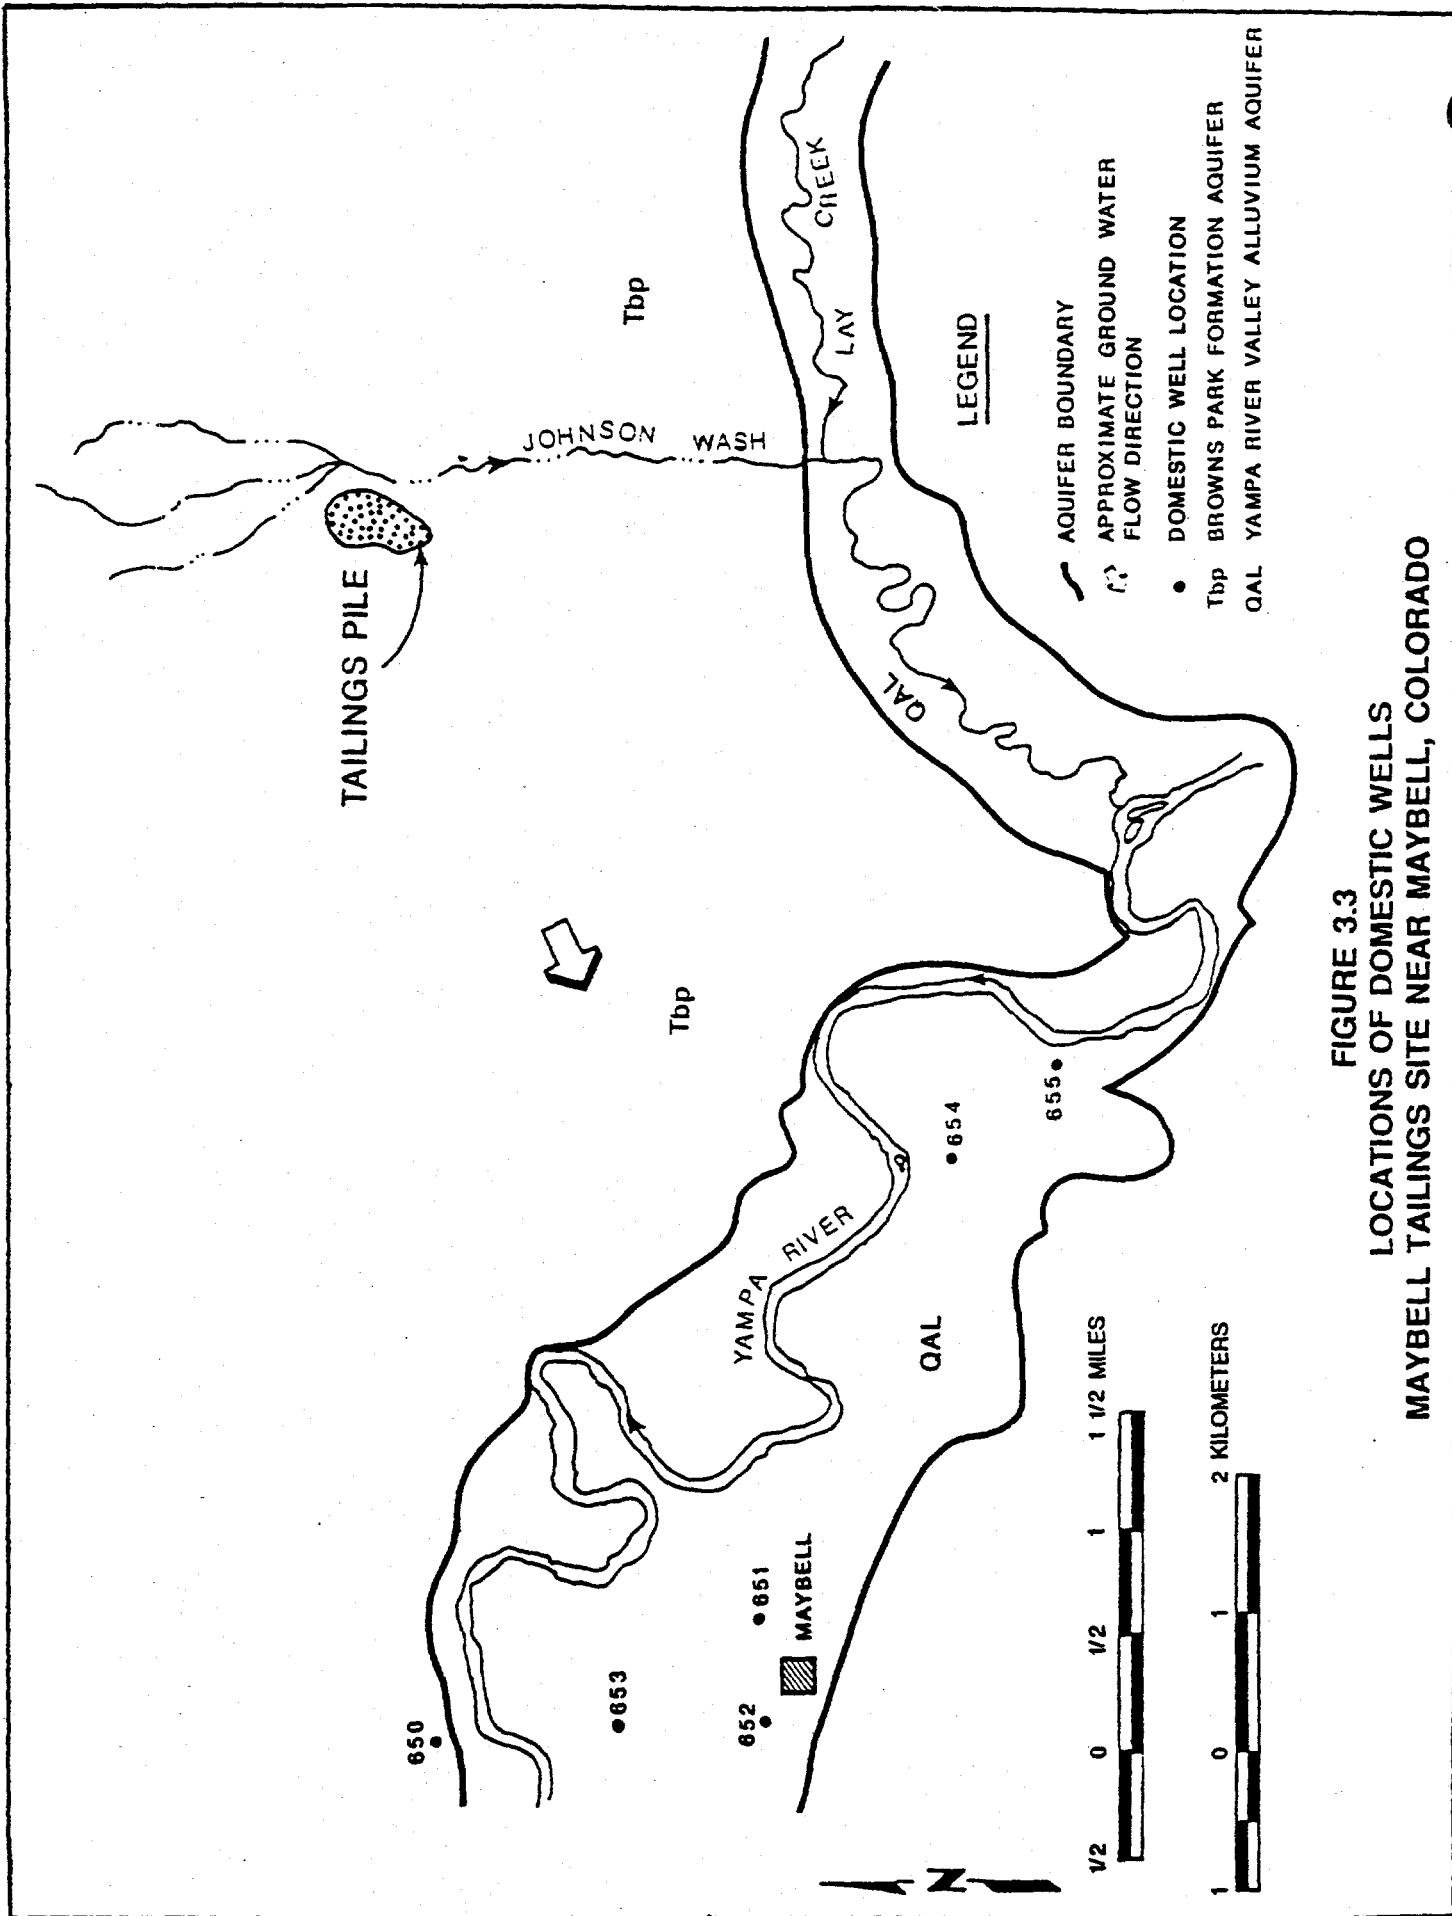 TAILINGS PILE
JOHNSON WASH
Tbp
CREEK
LAY
QAL
Tbp
650
653
652
651
MAYBELL
YAMPA RIVER
QAL
654
655
LEGEND
AQUIFER BOUNDARY
APPROXIMATE GROUND WATER
FLOW DIRECTION
DOMESTIC WELL LOCATION
Tbp BROWNS PARK FORMATION AQUIFER
QAL YAMPA RIVER VALLEY ALLUVIUM AQUIFER
N
1/2 0 1/2 1 1 1/2 MILES
1 0 1 2 KILOMETERS
FIGURE 3.3
LOCATIONS OF DOMESTIC WELLS
MAYBELL TAILINGS SITE NEAR MAYBELL, COLORADO